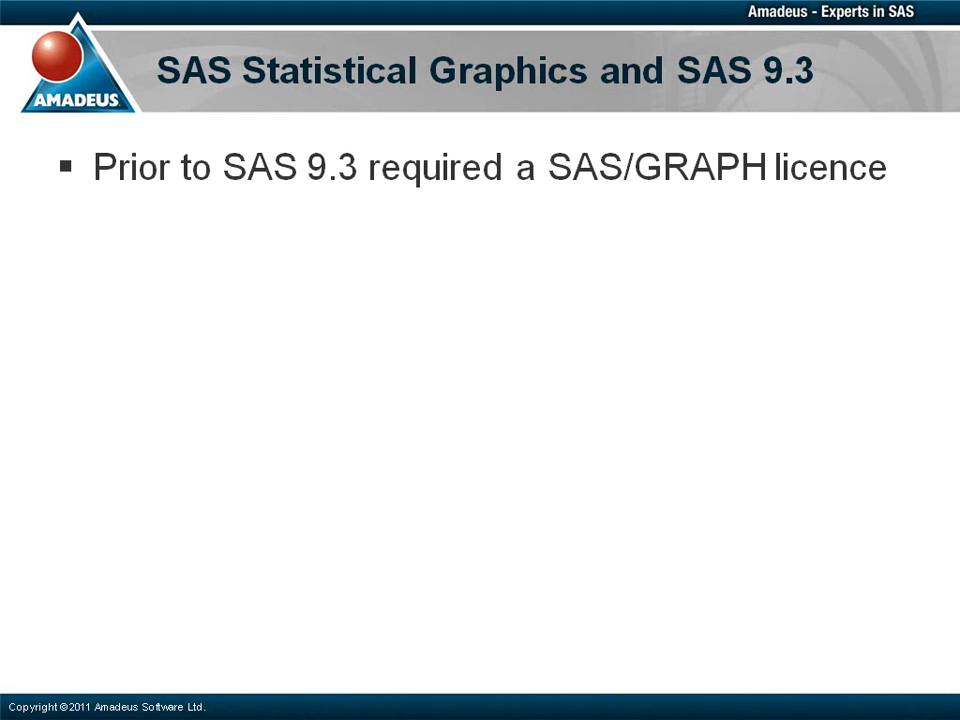 Amadeus - Experts in SAS
AMADEUS
SAS Statistical Graphics and SAS 9.3
▪ Prior to SAS 9.3 required a SAS/GRAPH licence
Copyright ©2011 Amadeus Software Ltd.